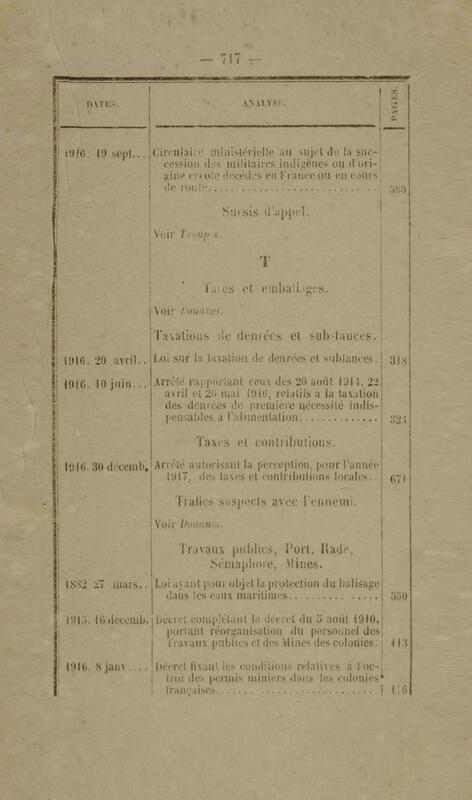 — 717 —
DATES. ANALYSE. PAGES.
1916. 19 sept... Circulaire ministérielle au sujet de la suc-
cession des militaires indigènes ou d'ori-
gine créole décédés en France ou en cours
de route.............................. 580
Sursis d'appel.
Voir Troupes.
T
Tares et emballages.
Voir Douanes.
Taxations de denrées et substances.
1916. 29 avril.. Loi sur la taxation de denrées et subtances. 318
1916. 10 juin... Arrêté rapportant ceux des 20 août 1914, 22
avril et 26 mai 1916, relatifs à la taxation
des denrées de première nécessité indis-
pensables à l'alimentation............. 321
Taxes et contributions.
1916. 30 décemb. Arrêté autorisant la perception, pour l'année
1917, des taxes et contributions locales.. 671
Trafics suspects avec l'ennemi.
Voir Douanes.
Travaux publics, Port, Rade,
Sémaphore, Mines.
1882 27 mars.. Loi ayant pour objet la protection du balisage
dans les eaux maritimes............... 550
1915. 16 décemb. Décret complétant le décret du 5 août 1910,
portant réorganisation du personnel des
Travaux publics et des Mines des colonies. 113
1916. 8 janv .... Décret fixant les conditions relatives à l'oc-
troi des permis miniers dans les colonies
françaises............................ 116